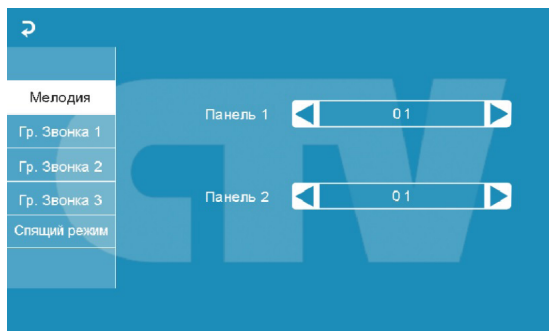 Мелодия
Гр. Звонка 1
Гр. Звонка 2
Гр. Звонка 3
Спящий режим
Панель 1 01
Панель 2 01
CTV